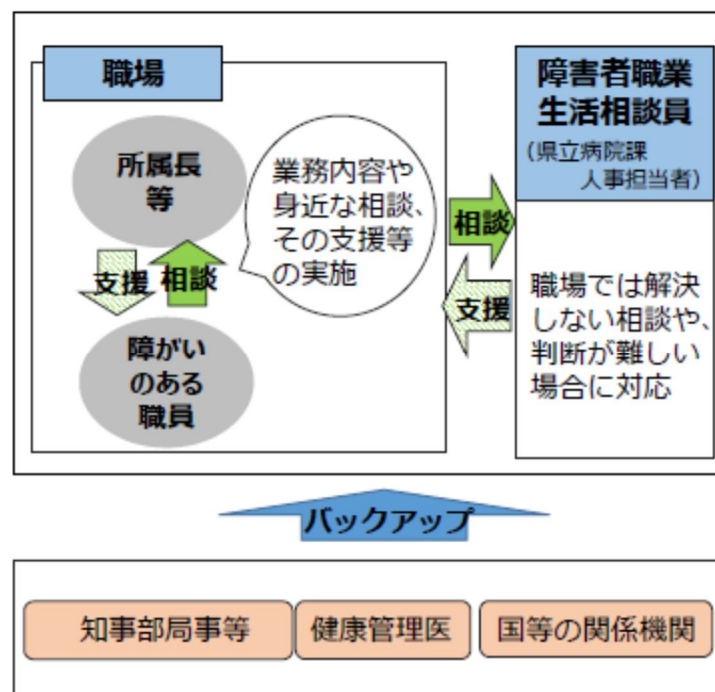 職場
所属長
等
業務内容や
身近な相談、
その支援等
の実施
支援
相談
障がい
のある
職員
相談
支援
障害者職業
生活相談員
（県立病院課
人事担当者）
職場では解決
しない相談や、
判断が難しい
場合に対応
バックアップ
知事部局事等
健康管理医
国等の関係機関